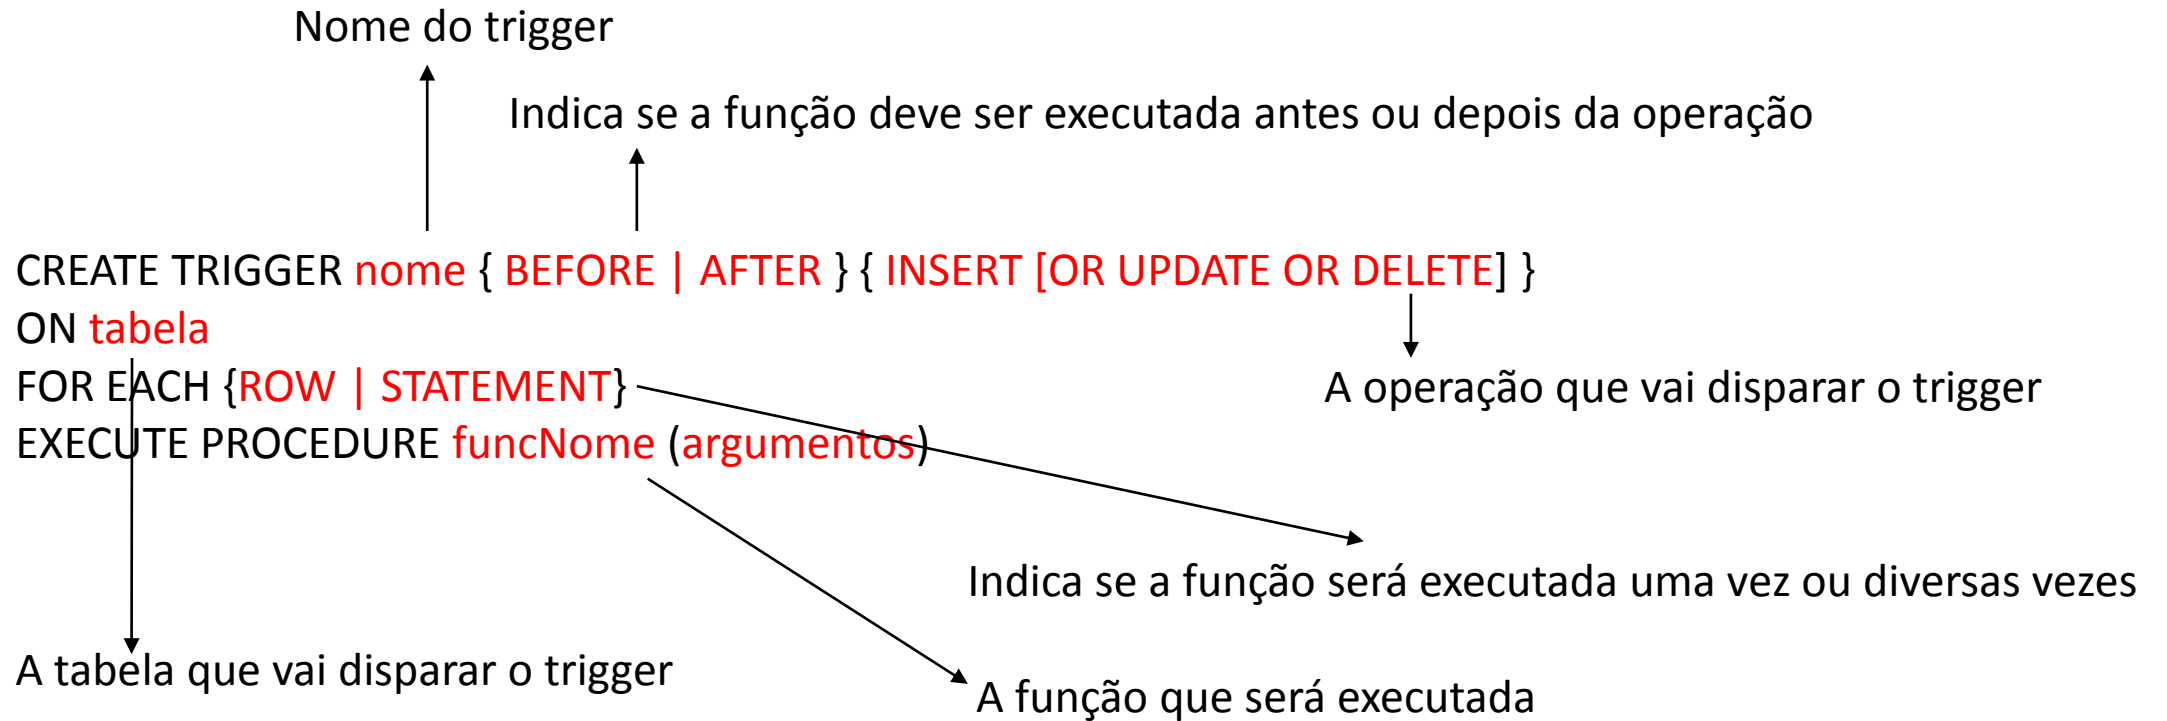 Nome do trigger
Indica se a função deve ser executada antes ou depois da operação
CREATE TRIGGER nome { BEFORE | AFTER } { INSERT [OR UPDATE OR DELETE] }
ON tabela
FOR EACH {ROW | STATEMENT}
A operação que vai disparar o trigger
EXECUTE PROCEDURE funcNome (argumentos)
Indica se a função será executada uma vez ou diversas vezes
A tabela que vai disparar o trigger
A função que será executada